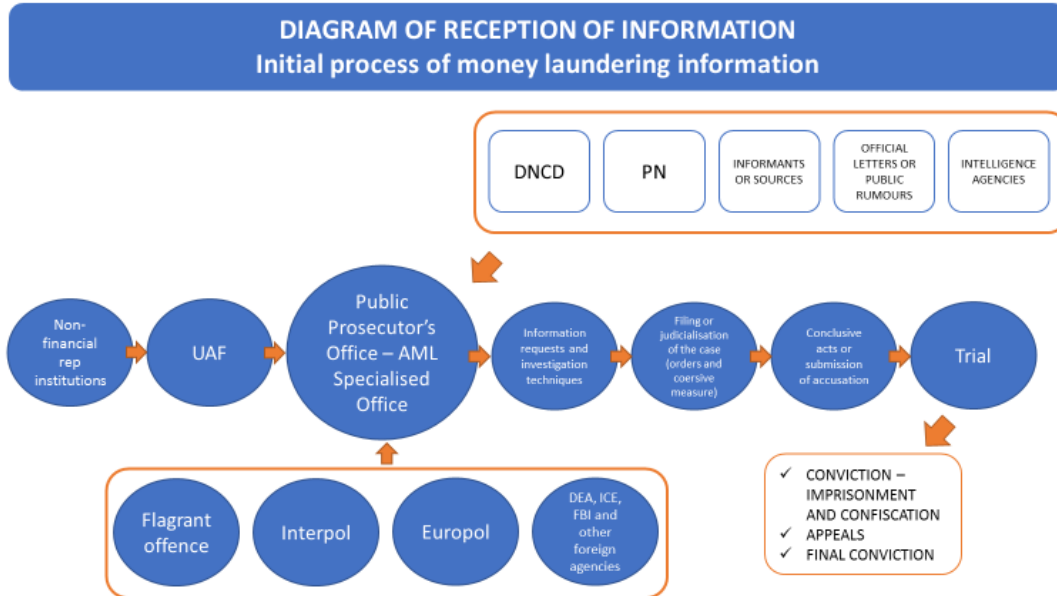 DIAGRAM OF RECEPTION OF INFORMATION
Initial process of money laundering information
DNCD
PN
INFORMANTS
OR SOURCES
OFFICIAL
LETTERS OR
PUBLIC
RUMOURS
INTELLIGENCE
AGENCIES
Non-
financial
rep
institutions
UAF
Public
Prosecutor's
Office – AML
Specialised
Office
Information
requests and
investigation
techniques
Filing or
judicialisation
of the case
(orders and
coersive
measure)
Conclusive
acts or
submission
of accusation
Trial
Flagrant
offence
Interpol
Europol
DEA, ICE,
FBI and
other
foreign
agencies
✓ CONVICTION –
IMPRISONMENT
AND CONFISCATION
✓ APPEALS
✓ FINAL CONVICTION